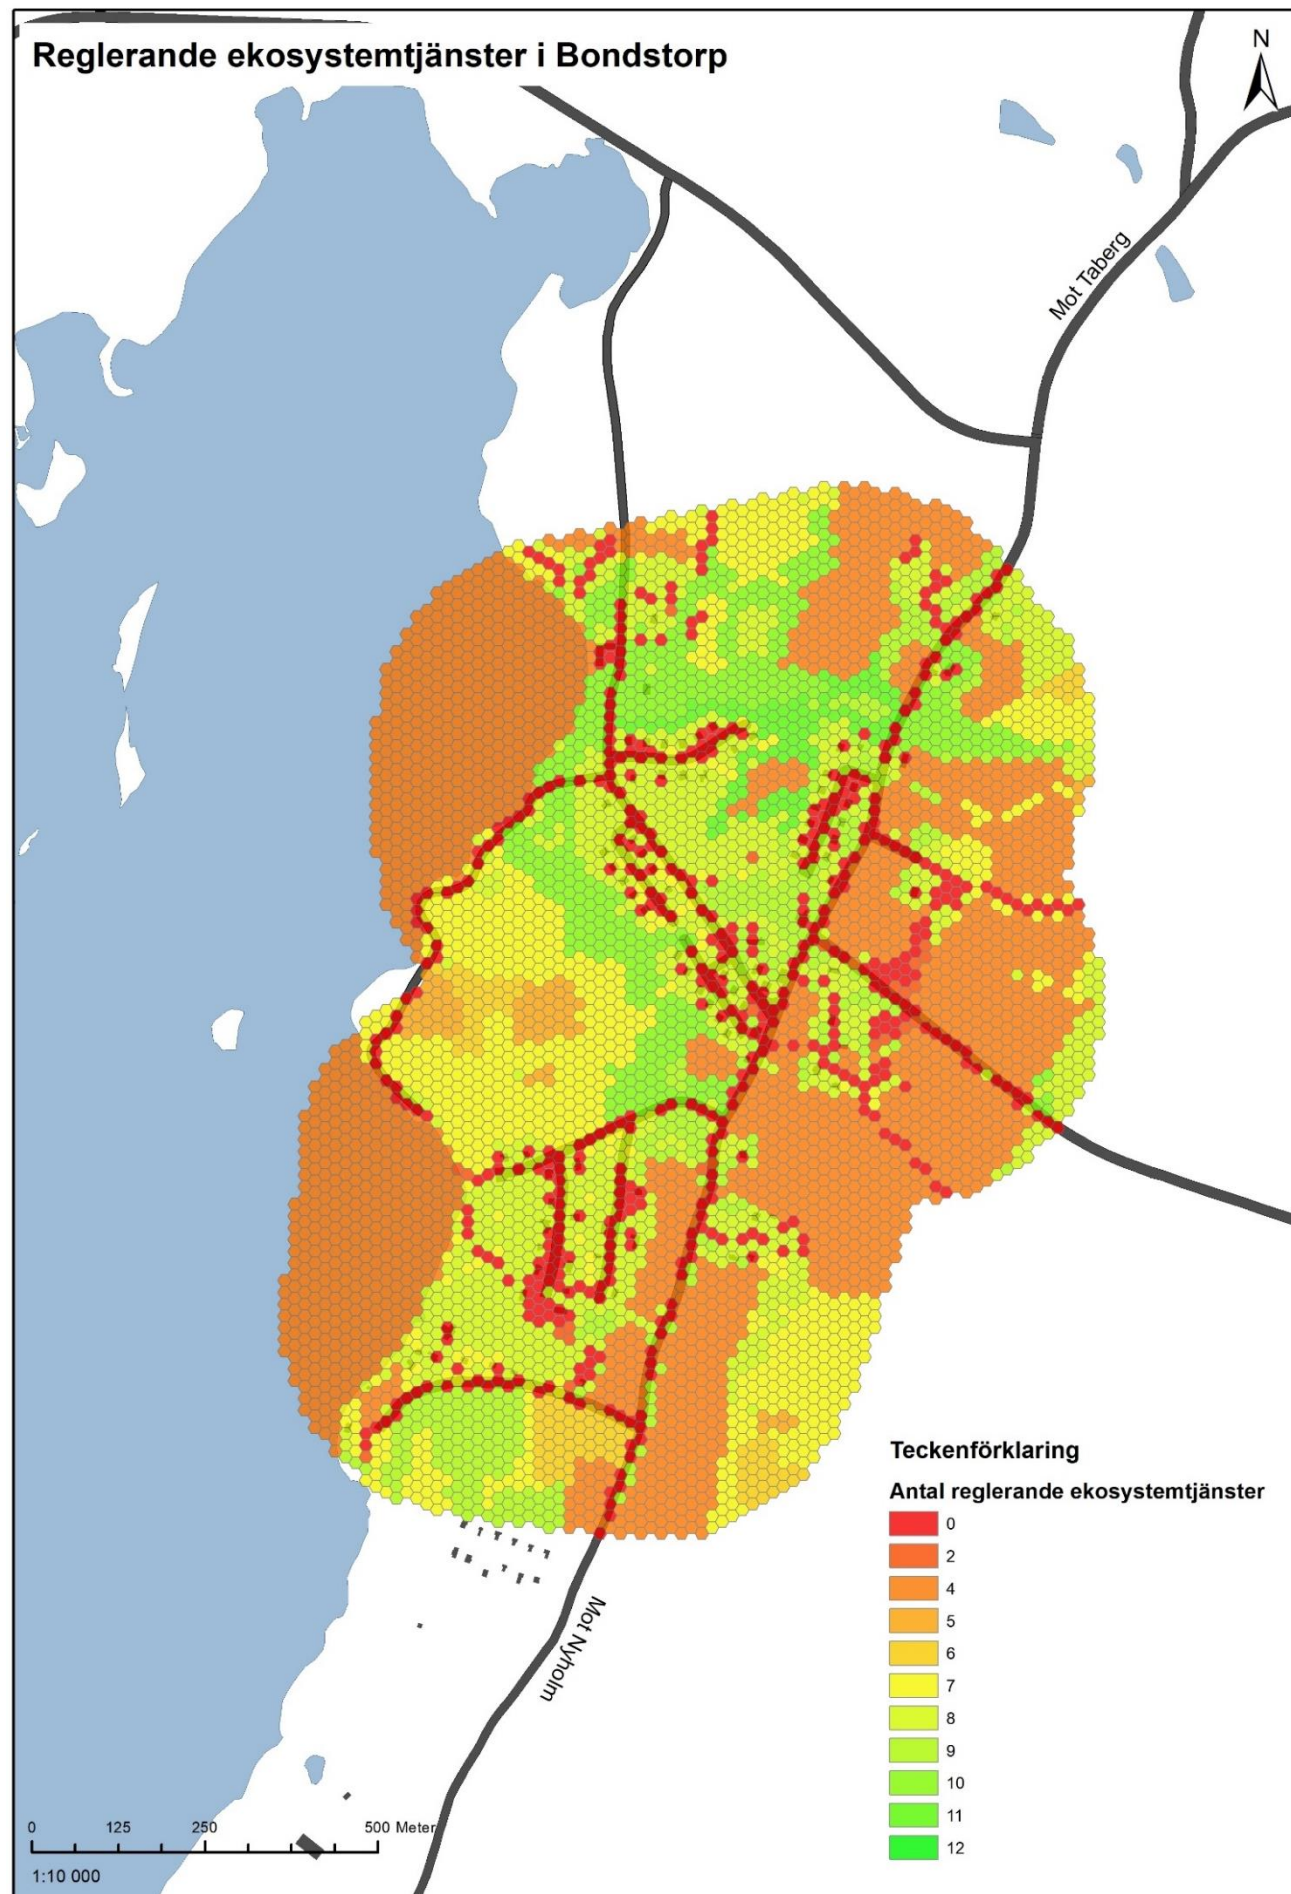 Reglerande ekosystemtjänster i Bondstorp
N
Mot Taberg
Mot Nyholm
Teckenförklaring
Antal reglerande ekosystemtjänster
0
2
4
5
6
7
8
9
10
11
12
0 125 250 500 Meter
1:10 000